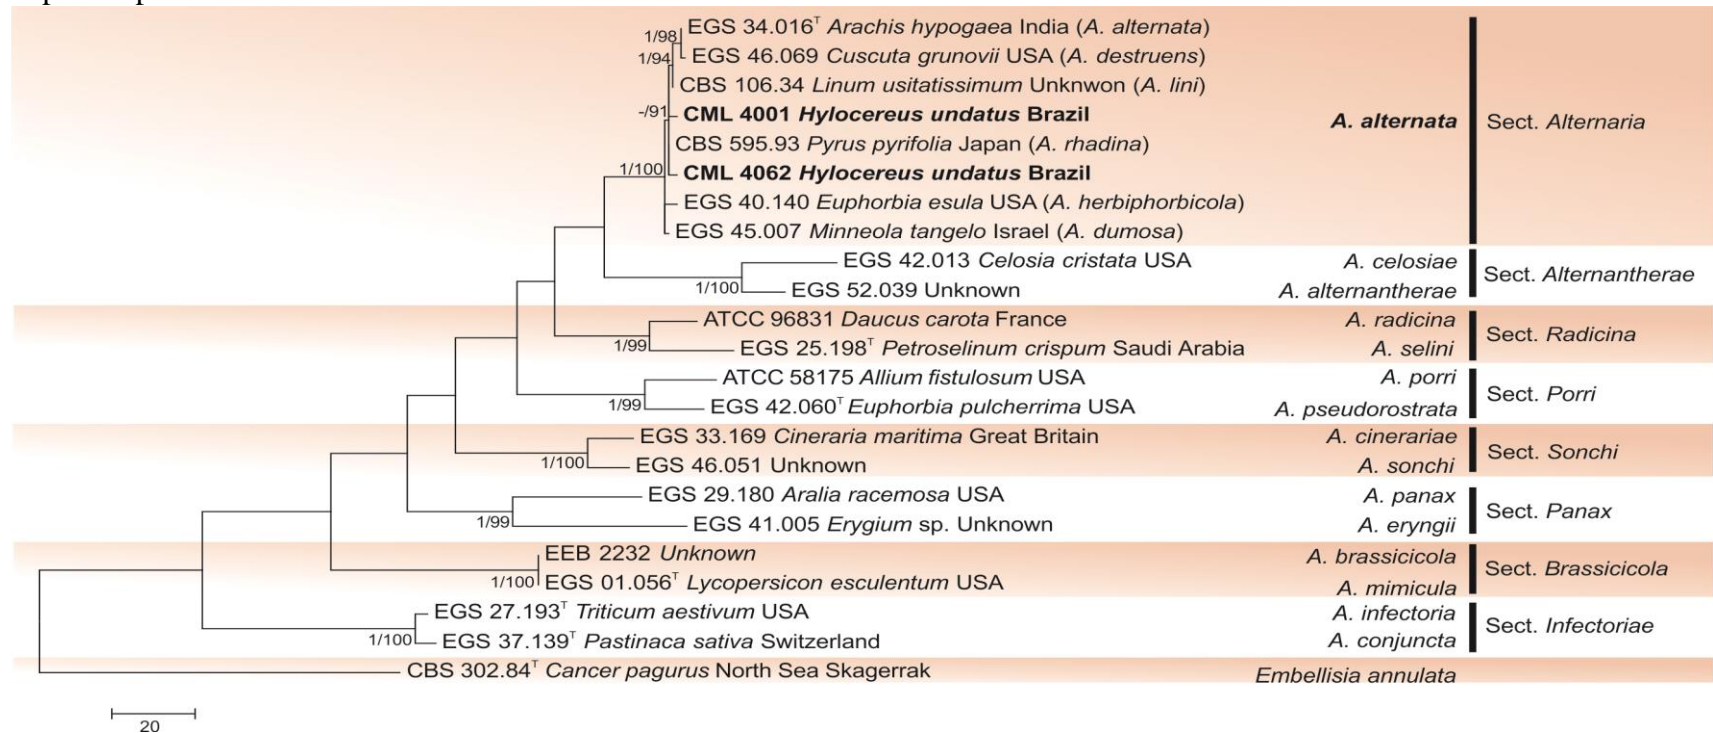 1/98 EGS 34.016ᵀ Arachis hypogaea India (A. alternata)
1/94 EGS 46.069 Cuscuta grunovii USA (A. destruens)
CBS 106.34 Linum usitatissimum Unknwon (A. lini)
-/91 CML 4001 Hylocereus undatus Brazil A. alternata Sect. Alternaria
CBS 595.93 Pyrus pyrifolia Japan (A. rhadina)
1/100 CML 4062 Hylocereus undatus Brazil
EGS 40.140 Euphorbia esula USA (A. herbiphorbicola)
EGS 45.007 Minneola tangelo Israel (A. dumosa)
EGS 42.013 Celosia cristata USA A. celosiae
Sect. Alternantherae
1/100 EGS 52.039 Unknown A. alternantherae
ATCC 96831 Daucus carota France A. radicina
Sect. Radicina
1/99 EGS 25.198ᵀ Petroselinum crispum Saudi Arabia A. selini
ATCC 58175 Allium fistulosum USA A. porri
Sect. Porri
1/99 EGS 42.060ᵀ Euphorbia pulcherrima USA A. pseudorostrata
EGS 33.169 Cineraria maritima Great Britain A. cinerariae
Sect. Sonchi
1/100 EGS 46.051 Unknown A. sonchi
EGS 29.180 Aralia racemosa USA A. panax
Sect. Panax
1/99 EGS 41.005 Erygium sp. Unknown A. eryngii
EEB 2232 Unknown A. brassicicola
Sect. Brassicicola
1/100 EGS 01.056ᵀ Lycopersicon esculentum USA A. mimicula
EGS 27.193ᵀ Triticum aestivum USA A. infectoria
Sect. Infectoriae
1/100 EGS 37.139ᵀ Pastinaca sativa Switzerland A. conjuncta
CBS 302.84ᵀ Cancer pagurus North Sea Skagerrak Embellisia annulata
20